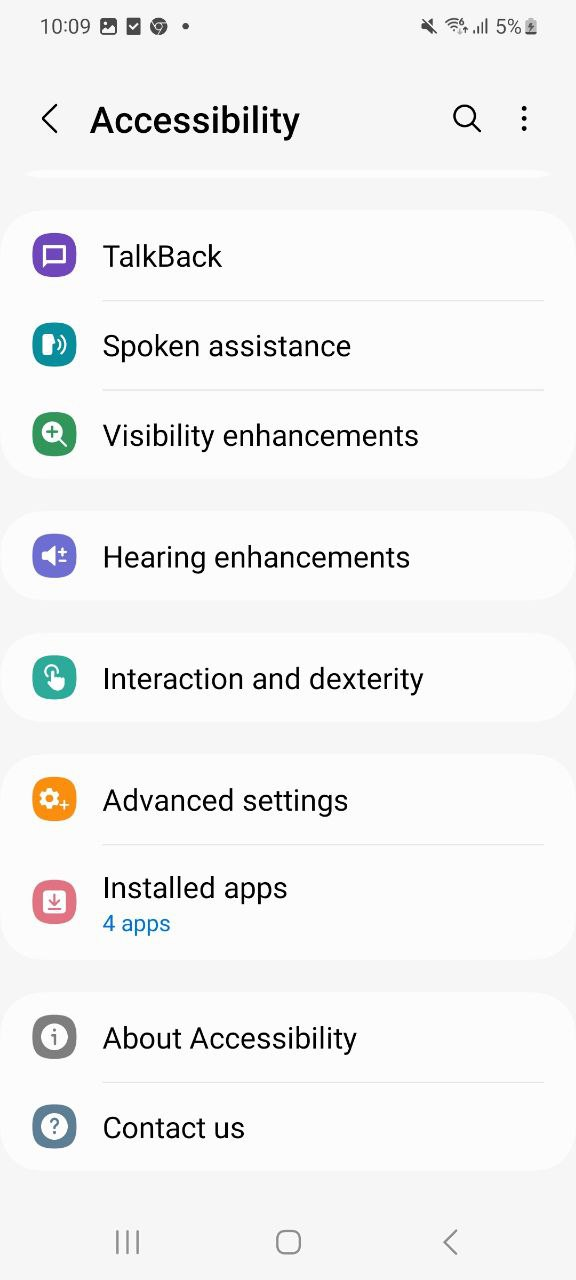 10:09 5%
Accessibility
TalkBack
Spoken assistance
Visibility enhancements
Hearing enhancements
Interaction and dexterity
Advanced settings
Installed apps
4 apps
About Accessibility
Contact us